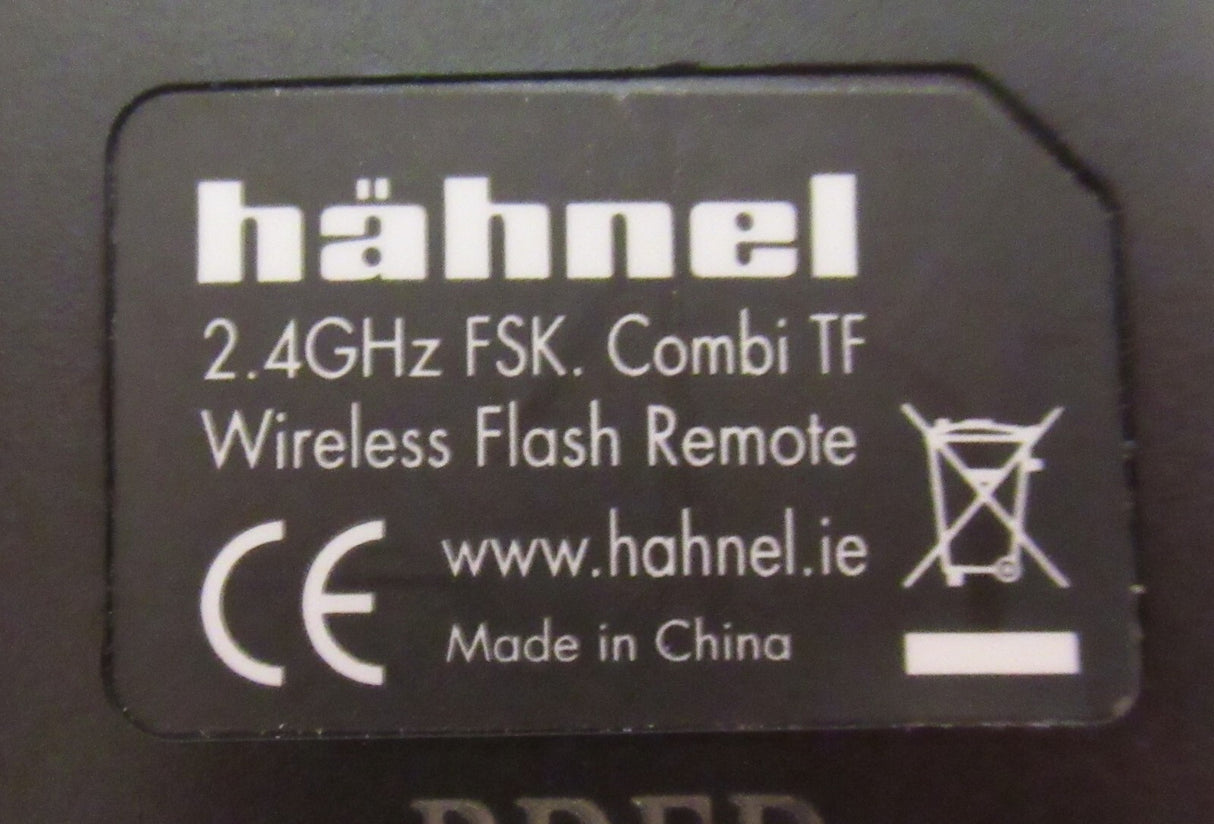 hähnel
2.4GHz FSK. Combi TF
Wireless Flash Remote
CE
www.hahnel.ie
Made in China